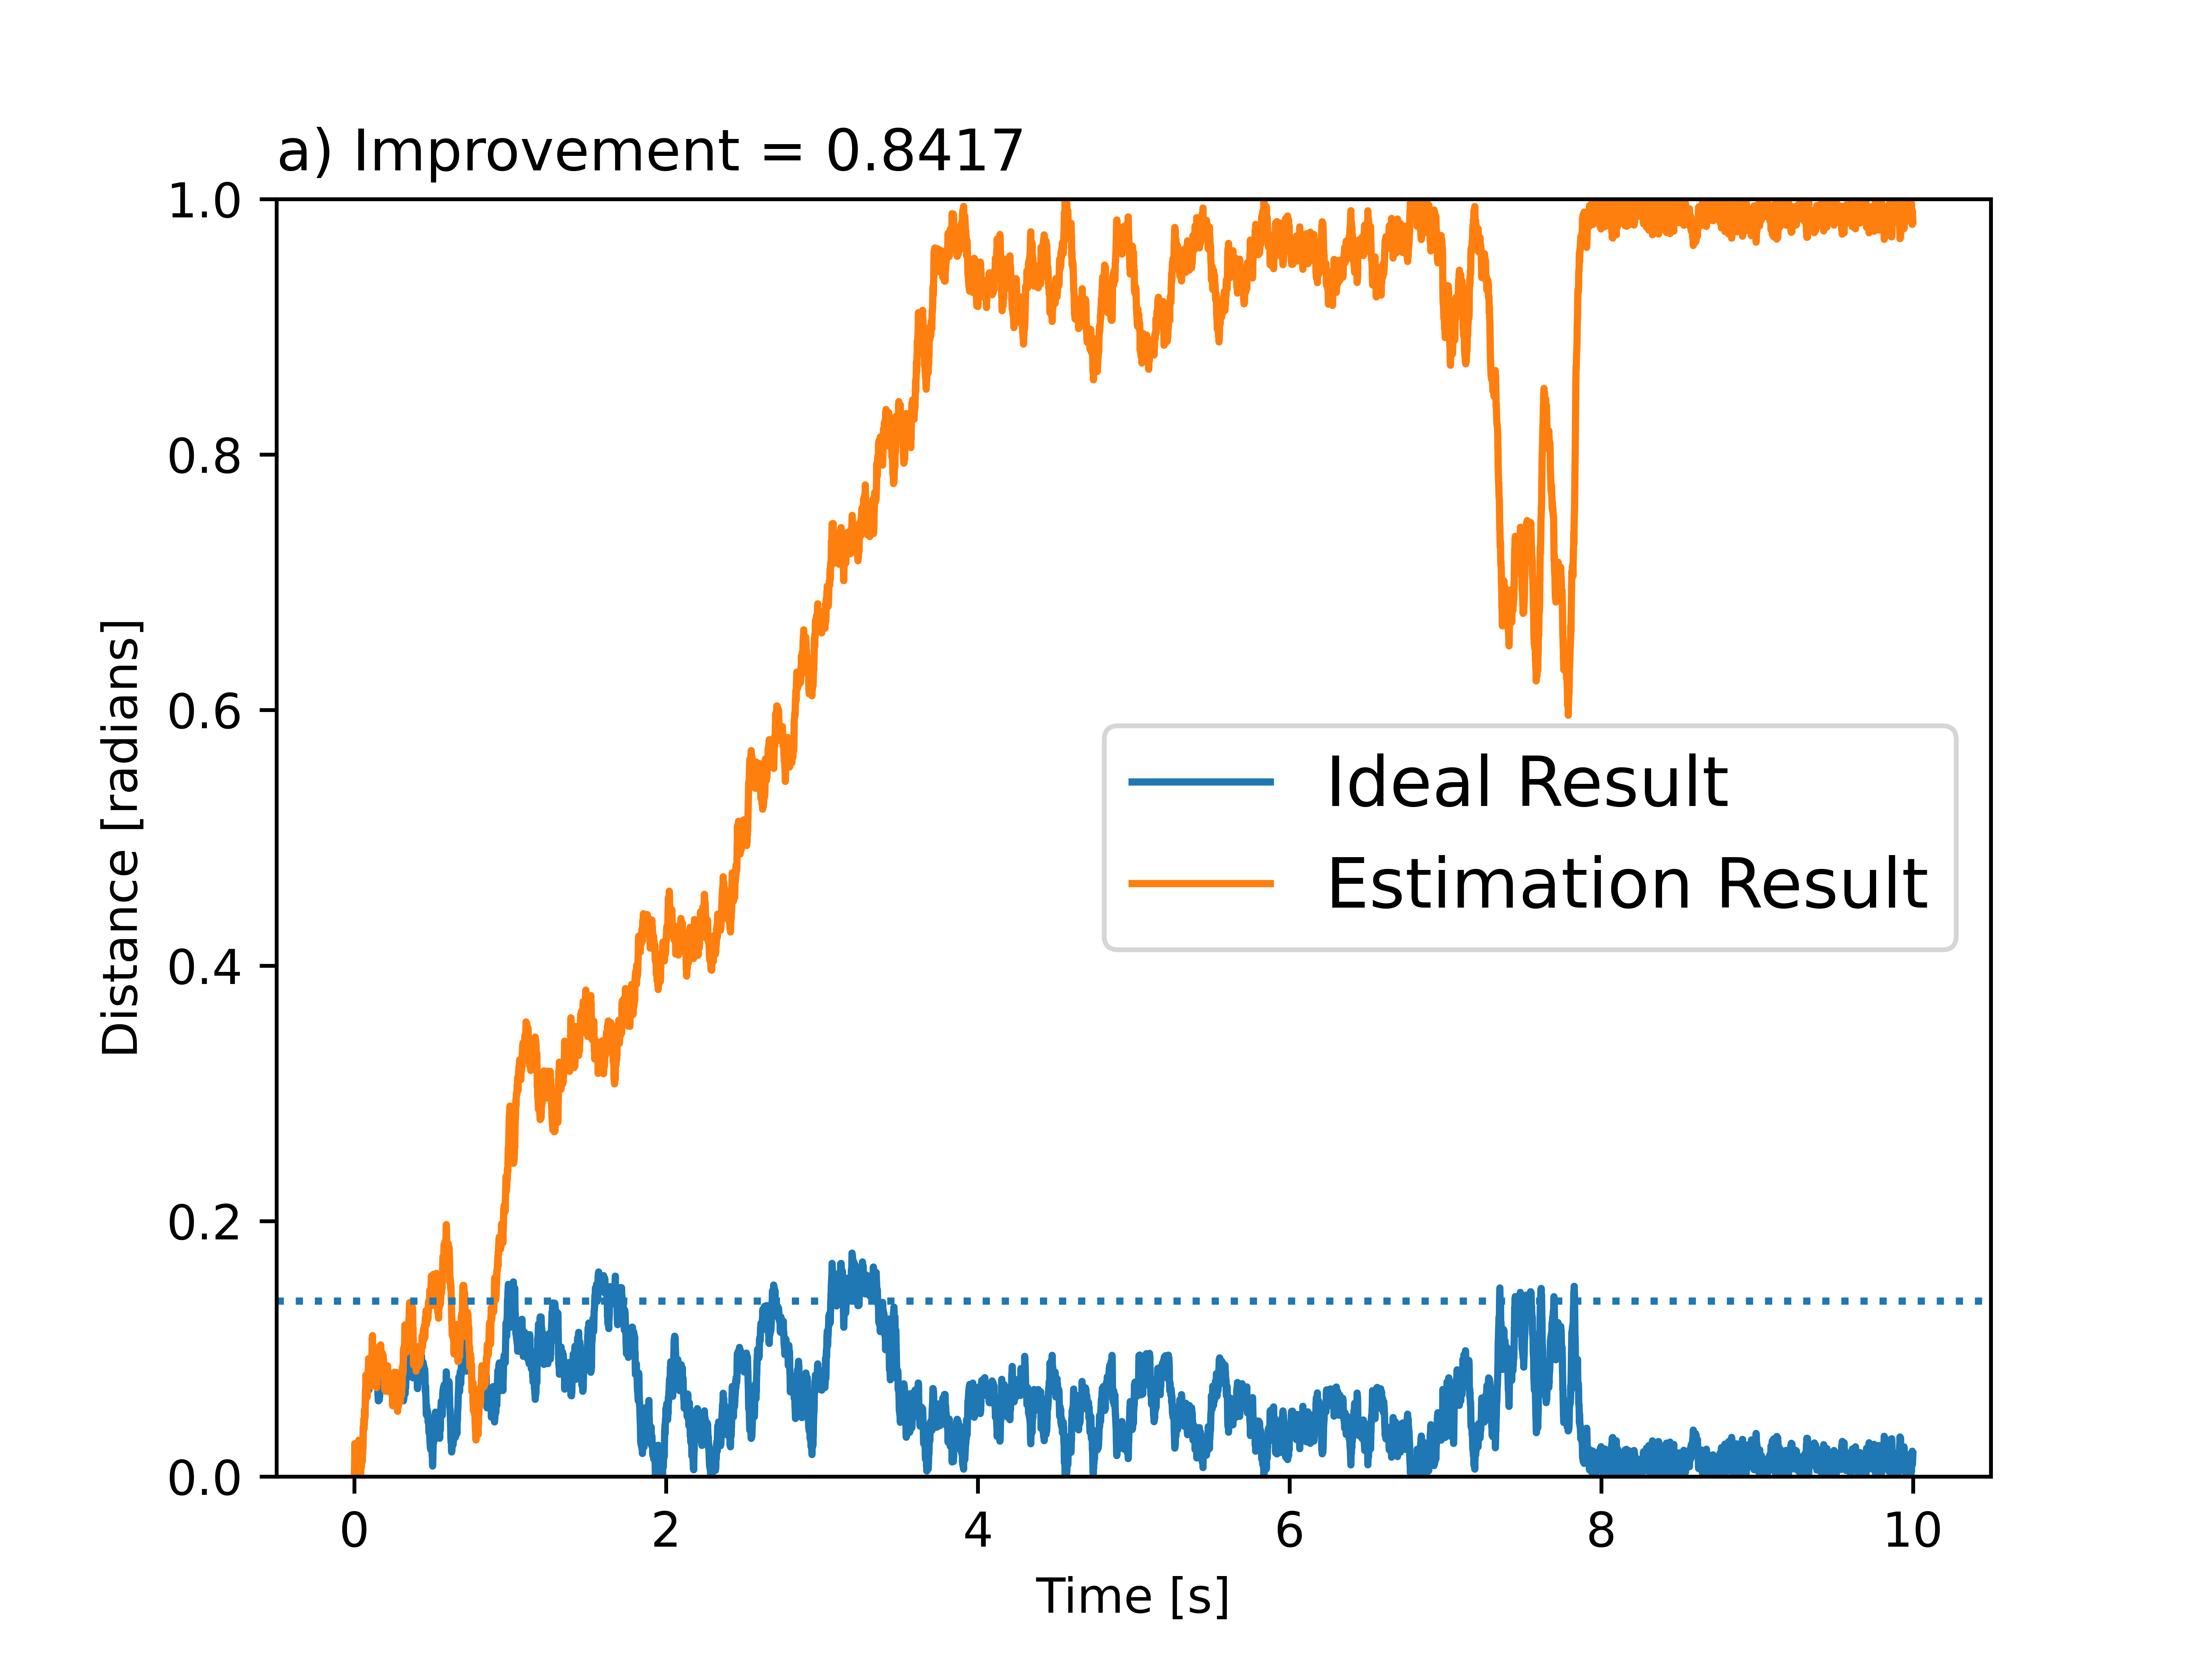 a) Improvement = 0.8417
1.0
0.8
0.6
0.4
0.2
0.0
Distance [radians]
Ideal Result
Estimation Result
0 2 4 6 8 10
Time [s]